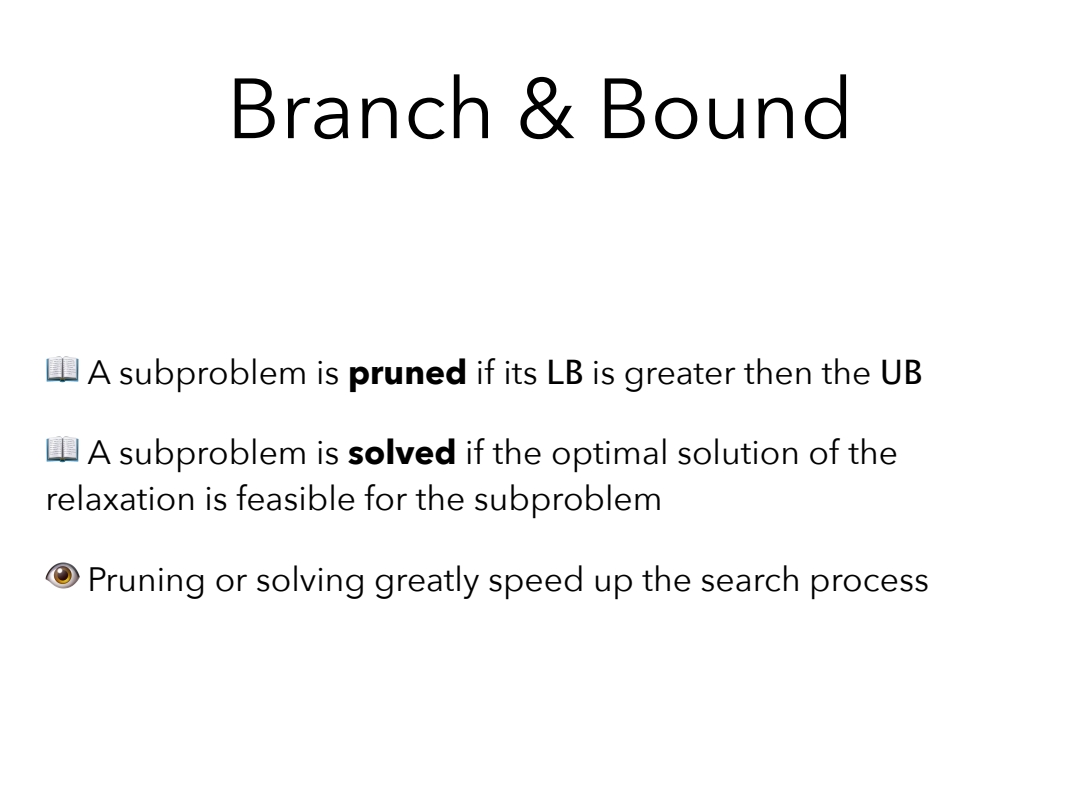 Branch & Bound
📖 A subproblem is pruned if its LB is greater then the UB
📖 A subproblem is solved if the optimal solution of the
relaxation is feasible for the subproblem
👁️ Pruning or solving greatly speed up the search process